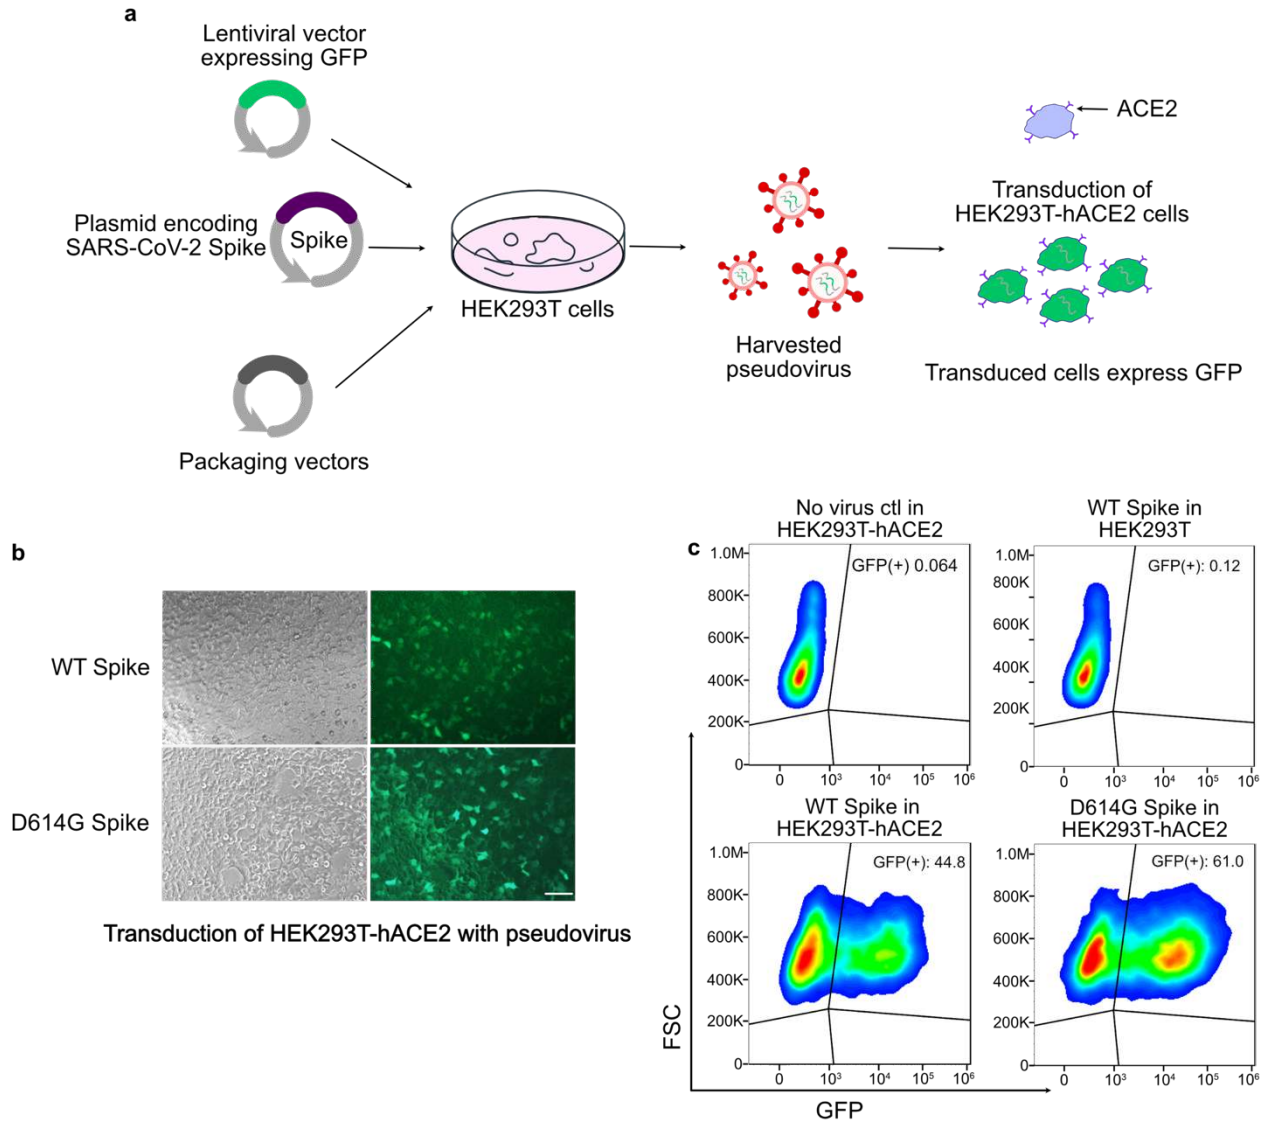 a
Lentiviral vector
expressing GFP
Plasmid encoding
SARS-CoV-2 Spike
Spike
Packaging vectors
HEK293T cells
Harvested
pseudovirus
ACE2
Transduction of
HEK293T-hACE2 cells
Transduced cells express GFP
b
WT Spike
D614G Spike
Transduction of HEK293T-hACE2 with pseudovirus
c
No virus ctl in
HEK293T-hACE2
GFP(+) 0.064
1.0M
800K
600K
400K
200K
0
0 10³ 10⁴ 10⁵ 10⁶
WT Spike in
HEK293T
GFP(+): 0.12
1.0M
800K
600K
400K
200K
0
0 10³ 10⁴ 10⁵ 10⁶
WT Spike in
HEK293T-hACE2
GFP(+): 44.8
1.0M
800K
600K
400K
200K
0
0 10³ 10⁴ 10⁵ 10⁶
D614G Spike in
HEK293T-hACE2
GFP(+): 61.0
1.0M
800K
600K
400K
200K
0
0 10³ 10⁴ 10⁵ 10⁶
FSC
GFP